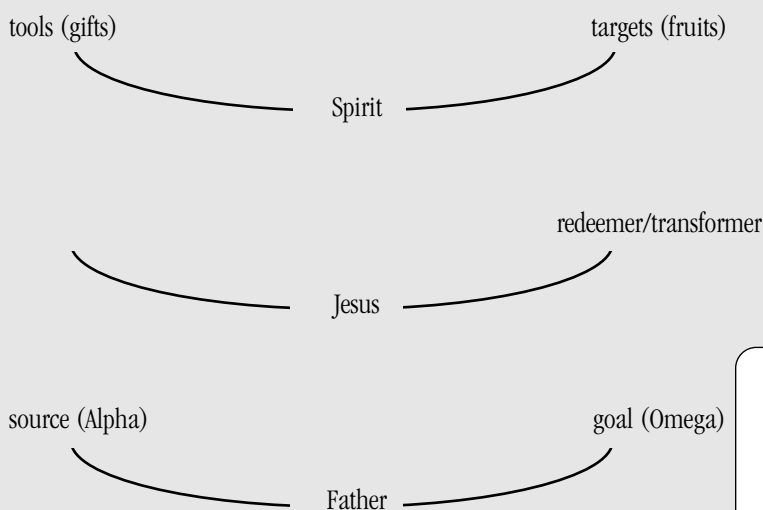 tools (gifts) targets (fruits)
Spirit
redeemer/transformer
Jesus
source (Alpha) goal (Omega)
Father